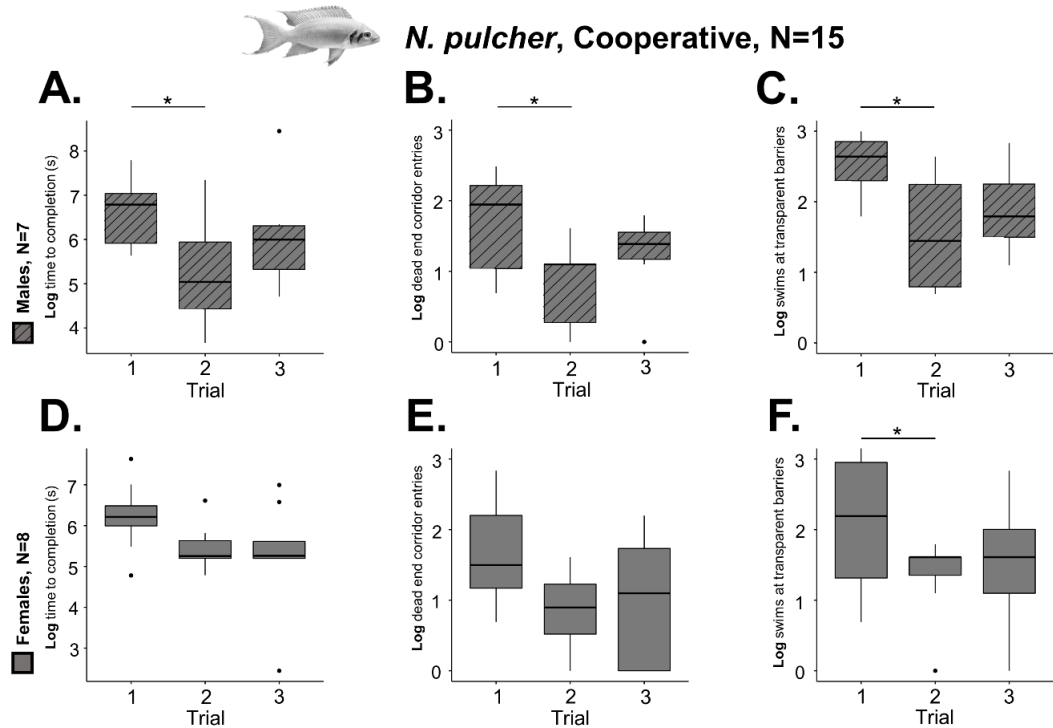 N. pulcher, Cooperative, N=15
A.
*
Log time to completion (s)
8
7
6
5
4
1 2 3
Trial
B.
*
Log dead end corridor entries
3
2
1
0
1 2 3
Trial
C.
*
Log swims at transparent barriers
3
2
1
0
1 2 3
Trial
Males, N=7
D.
Log time to completion (s)
7
6
5
4
3
1 2 3
Trial
E.
Log dead end corridor entries
3
2
1
0
1 2 3
Trial
F.
*
Log swims at transparent barriers
3
2
1
0
1 2 3
Trial
Females, N=8